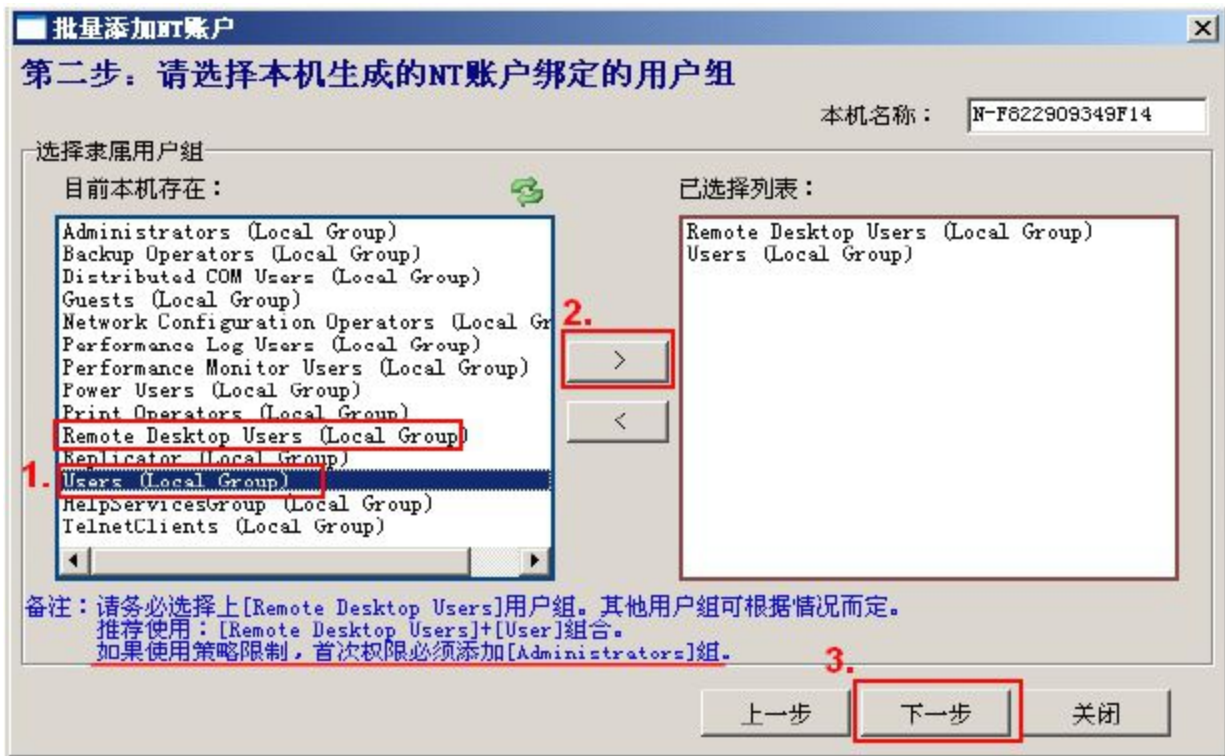 批量添加NT账户
第二步：请选择本机生成的NT账户绑定的用户组
本机名称： N-F822909349F14
选择隶属用户组
目前本机存在：
Administrators (Local Group)
Backup Operators (Local Group)
Distributed COM Users (Local Group)
Guests (Local Group)
Network Configuration Operators (Local Gr
Performance Log Users (Local Group)
Performance Monitor Users (Local Group)
Power Users (Local Group)
Print Operators (Local Group)
Remote Desktop Users (Local Group)
Replicator (Local Group)
1. Users (Local Group)
HelpServicesGroup (Local Group)
TelnetClients (Local Group)
2.
>
<
已选择列表：
Remote Desktop Users (Local Group)
Users (Local Group)
备注：请务必选择上[Remote Desktop Users]用户组。其他用户组可根据情况而定。
推荐使用：[Remote Desktop Users]+[User]组合。
如果使用策略限制，首次权限必须添加[Administrators]组。
3.
上一步 下一步 关闭